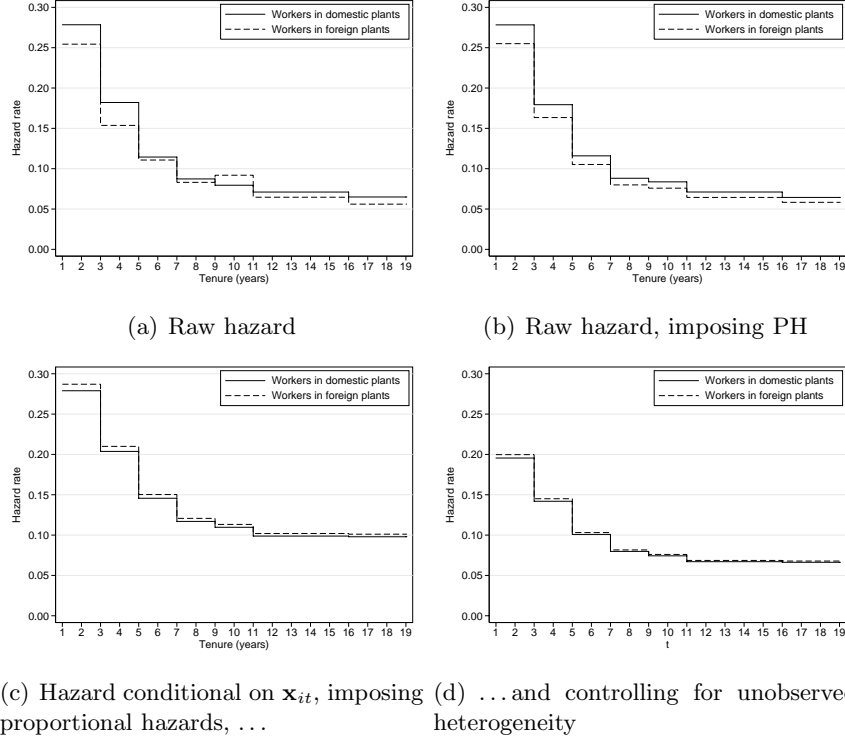 0.30
0.25
0.20
0.15
0.10
0.05
0.00
Hazard rate
Workers in domestic plants
Workers in foreign plants
1 2 3 4 5 6 7 8 9 10 11 12 13 14 15 16 17 18 19
Tenure (years)
(a) Raw hazard
0.30
0.25
0.20
0.15
0.10
0.05
0.00
Hazard rate
Workers in domestic plants
Workers in foreign plants
1 2 3 4 5 6 7 8 9 10 11 12 13 14 15 16 17 18 19
Tenure (years)
(b) Raw hazard, imposing PH
0.30
0.25
0.20
0.15
0.10
0.05
0.00
Hazard rate
Workers in domestic plants
Workers in foreign plants
1 2 3 4 5 6 7 8 9 10 11 12 13 14 15 16 17 18 19
Tenure (years)
(c) Hazard conditional on x_it, imposing
proportional hazards, ...
0.30
0.25
0.20
0.15
0.10
0.05
0.00
Hazard rate
Workers in domestic plants
Workers in foreign plants
1 2 3 4 5 6 7 8 9 10 11 12 13 14 15 16 17 18 19
t
(d) ... and controlling for unobserved
heterogeneity